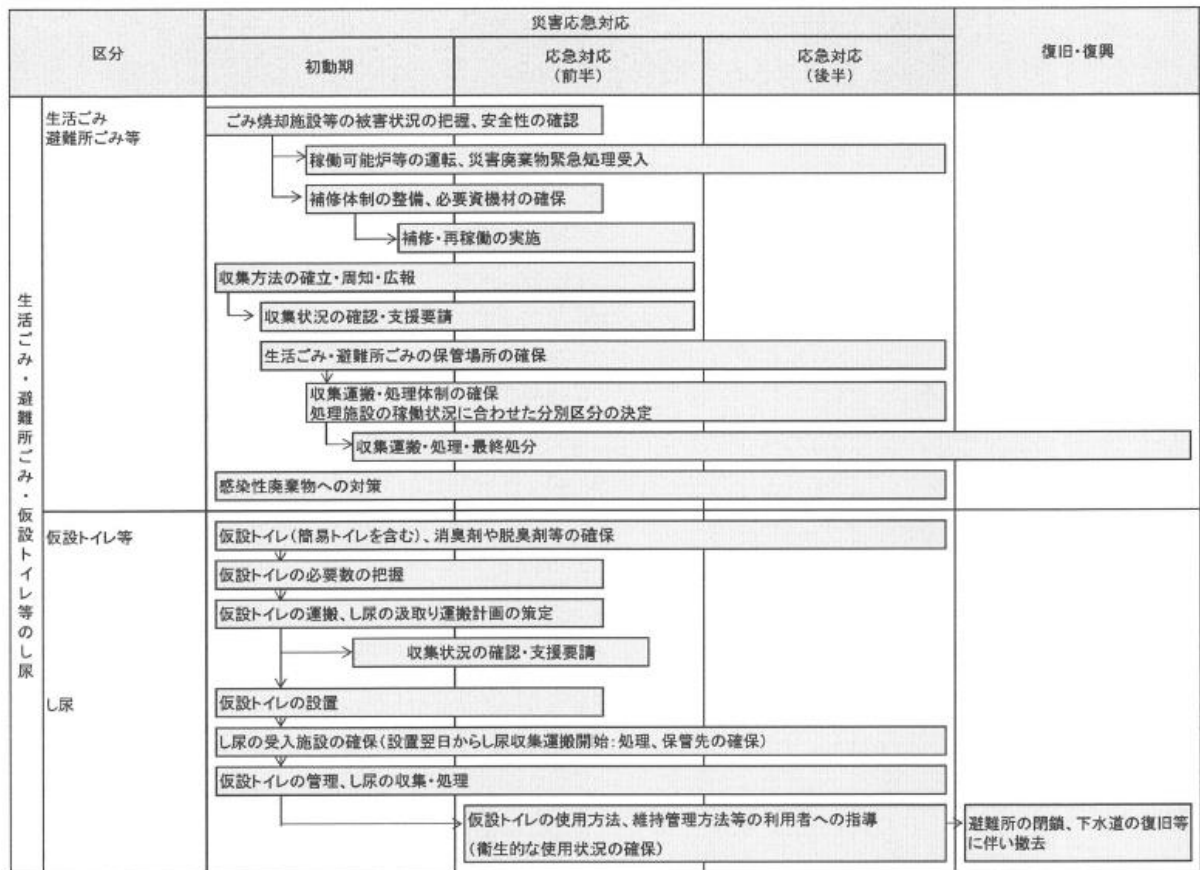 区分
災害応急対応
復旧・復興
初動期
応急対応
(前半)
応急対応
(後半)
生活ごみ・避難所ごみ・仮設トイレ等のし尿
生活ごみ
避難所ごみ等
ごみ焼却施設等の被害状況の把握、安全性の確認
稼働可能炉等の運転、災害廃棄物緊急処理受入
補修体制の整備、必要資機材の確保
補修・再稼働の実施
収集方法の確立・周知・広報
収集状況の確認・支援要請
生活ごみ・避難所ごみの保管場所の確保
収集運搬・処理体制の確保
処理施設の稼働状況に合わせた分別区分の決定
収集運搬・処理・最終処分
感染性廃棄物への対策
仮設トイレ等
仮設トイレ(簡易トイレを含む)、消臭剤や脱臭剤等の確保
仮設トイレの必要数の把握
仮設トイレの運搬、し尿の汲取り運搬計画の策定
収集状況の確認・支援要請
し尿
仮設トイレの設置
し尿の受入施設の確保(設置翌日からし尿収集運搬開始:処理、保管先の確保)
仮設トイレの管理、し尿の収集・処理
仮設トイレの使用方法、維持管理方法等の利用者への指導
(衛生的な使用状況の確保)
避難所の閉鎖、下水道の復旧等
に伴い撤去